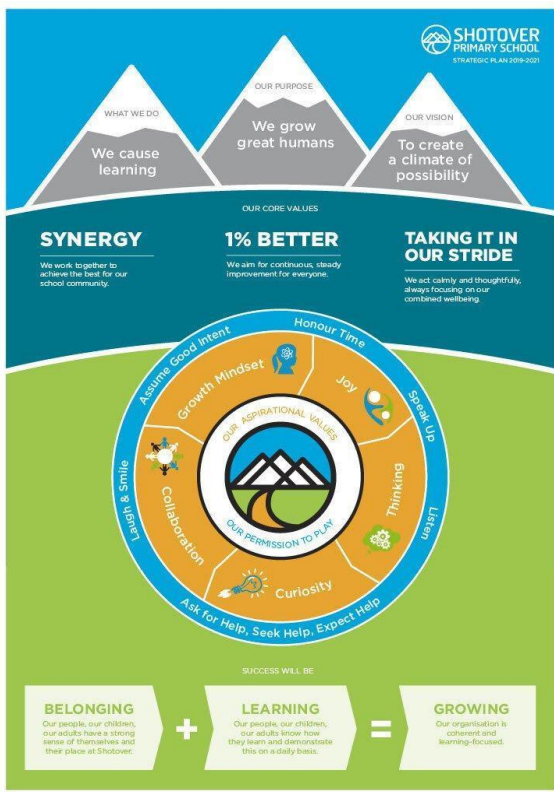 SHOTOVER
PRIMARY SCHOOL
STRATEGIC PLAN 2019-2021
OUR PURPOSE
We grow
great humans
WHAT WE DO
We cause
learning
OUR VISION
To create
a climate of
possibility
OUR CORE VALUES
SYNERGY
We work together to
achieve the best for our
school community.
1% BETTER
We aim for continuous, steady
improvement for everyone.
TAKING IT IN
OUR STRIDE
We act calmly and thoughtfully,
always focusing on our
combined wellbeing.
Assume Good Intent
Honour Time
Speak Up
Listen
Ask for Help, Seek Help, Expect Help
Laugh & Smile
Growth Mindset
Joy
Thinking
Curiosity
Collaboration
OUR ASPIRATIONAL VALUES
OUR PERMISSION TO PLAY
SUCCESS WILL BE
BELONGING
Our people, our children,
our adults have a strong
sense of themselves and
their place at Shotover.
+
LEARNING
Our people, our children,
our adults know how
they learn and demonstrate
this on a daily basis.
=
GROWING
Our organisation is
coherent and
learning-focused.